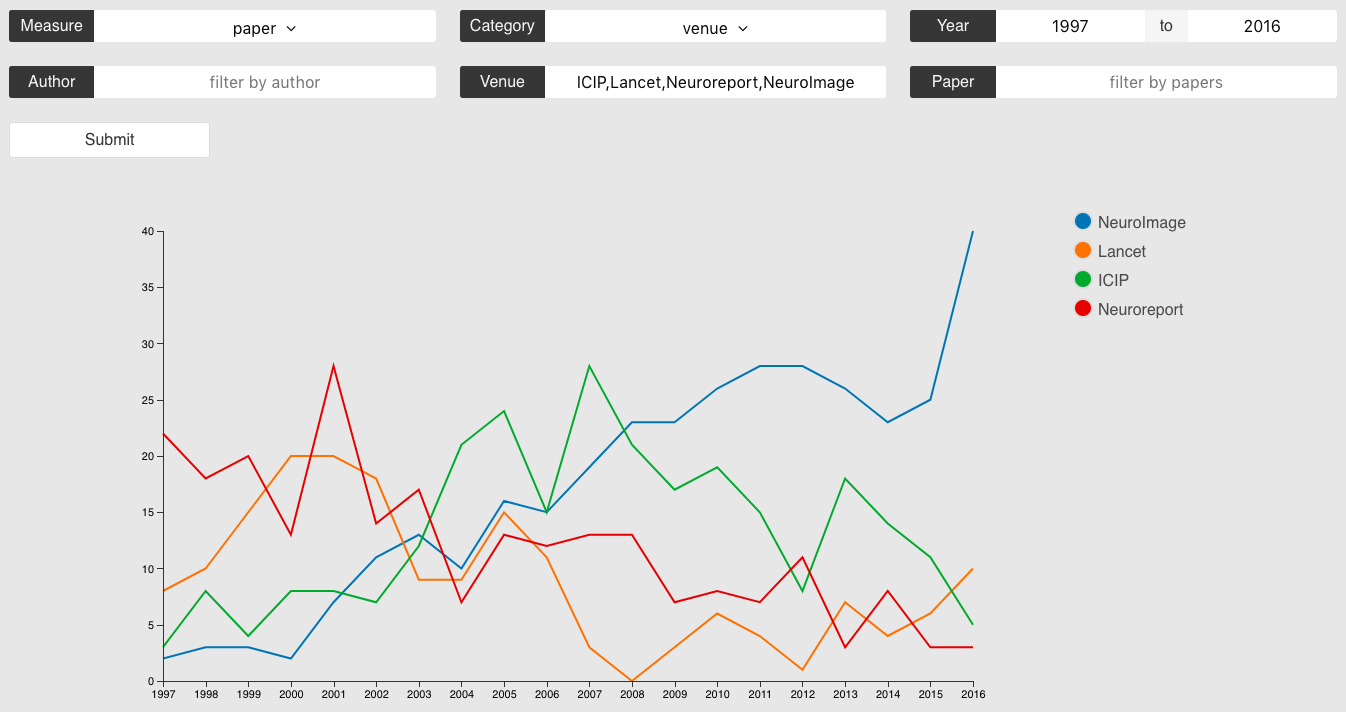 Measure paper Category venue Year 1997 to 2016
Author filter by author Venue ICIP,Lancet,Neuroreport,NeuroImage Paper filter by papers
Submit
NeuroImage
Lancet
ICIP
Neuroreport
40
35
30
25
20
15
10
5
0
1997 1998 1999 2000 2001 2002 2003 2004 2005 2006 2007 2008 2009 2010 2011 2012 2013 2014 2015 2016